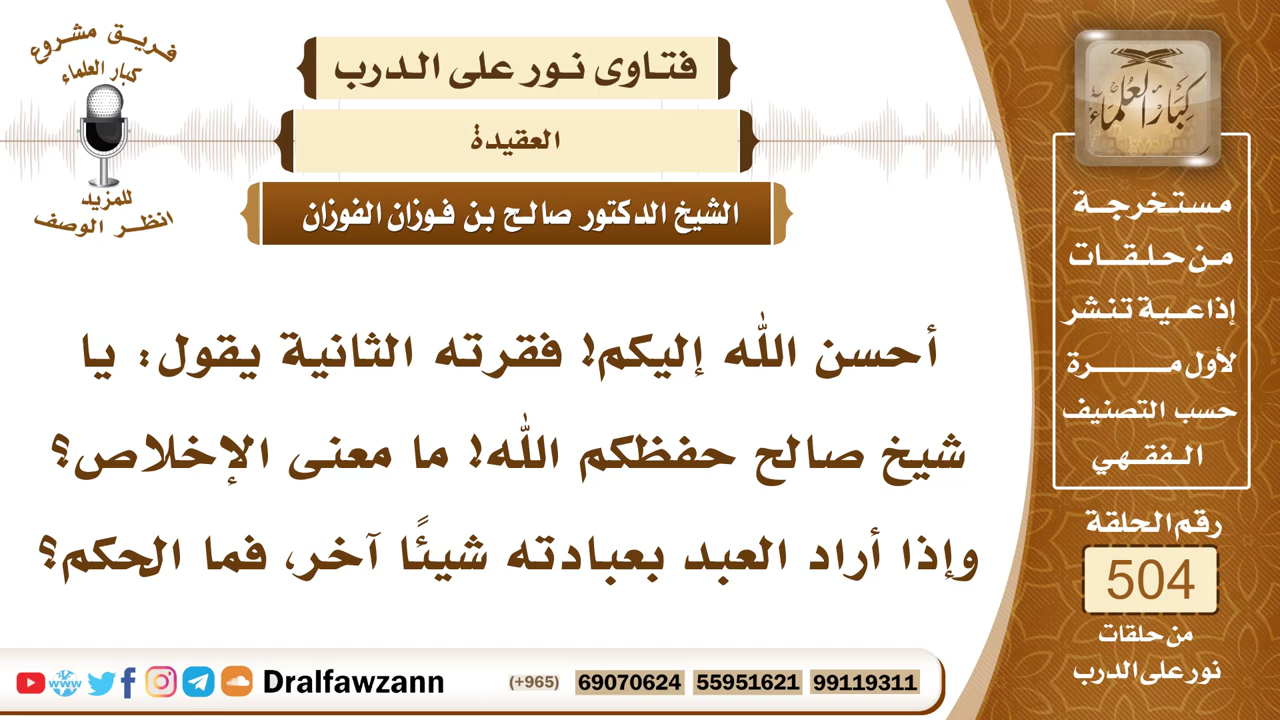 فريق مشروع
كبار العلماء
للمزيد
انظر الوصف
فتاوى نور على الدرب
العقيدة
الشيخ الدكتور صالح بن فوزان الفوزان
كبار العلماء
مستخرجة
من حلقات
إذاعية تنشر
لأول مرة
حسب التصنيف
الفقهي
رقم الحلقة
504
من حلقات
نور على الدرب
أحسن الله إليكم! فقرته الثانية يقول: يا
شيخ صالح حفظكم الله! ما معنى الإخلاص؟
وإذا أراد العبد بعبادته شيئًا آخر، فما الحكم؟
www Dralfawzann (+965) 69070624 55951621 99119311